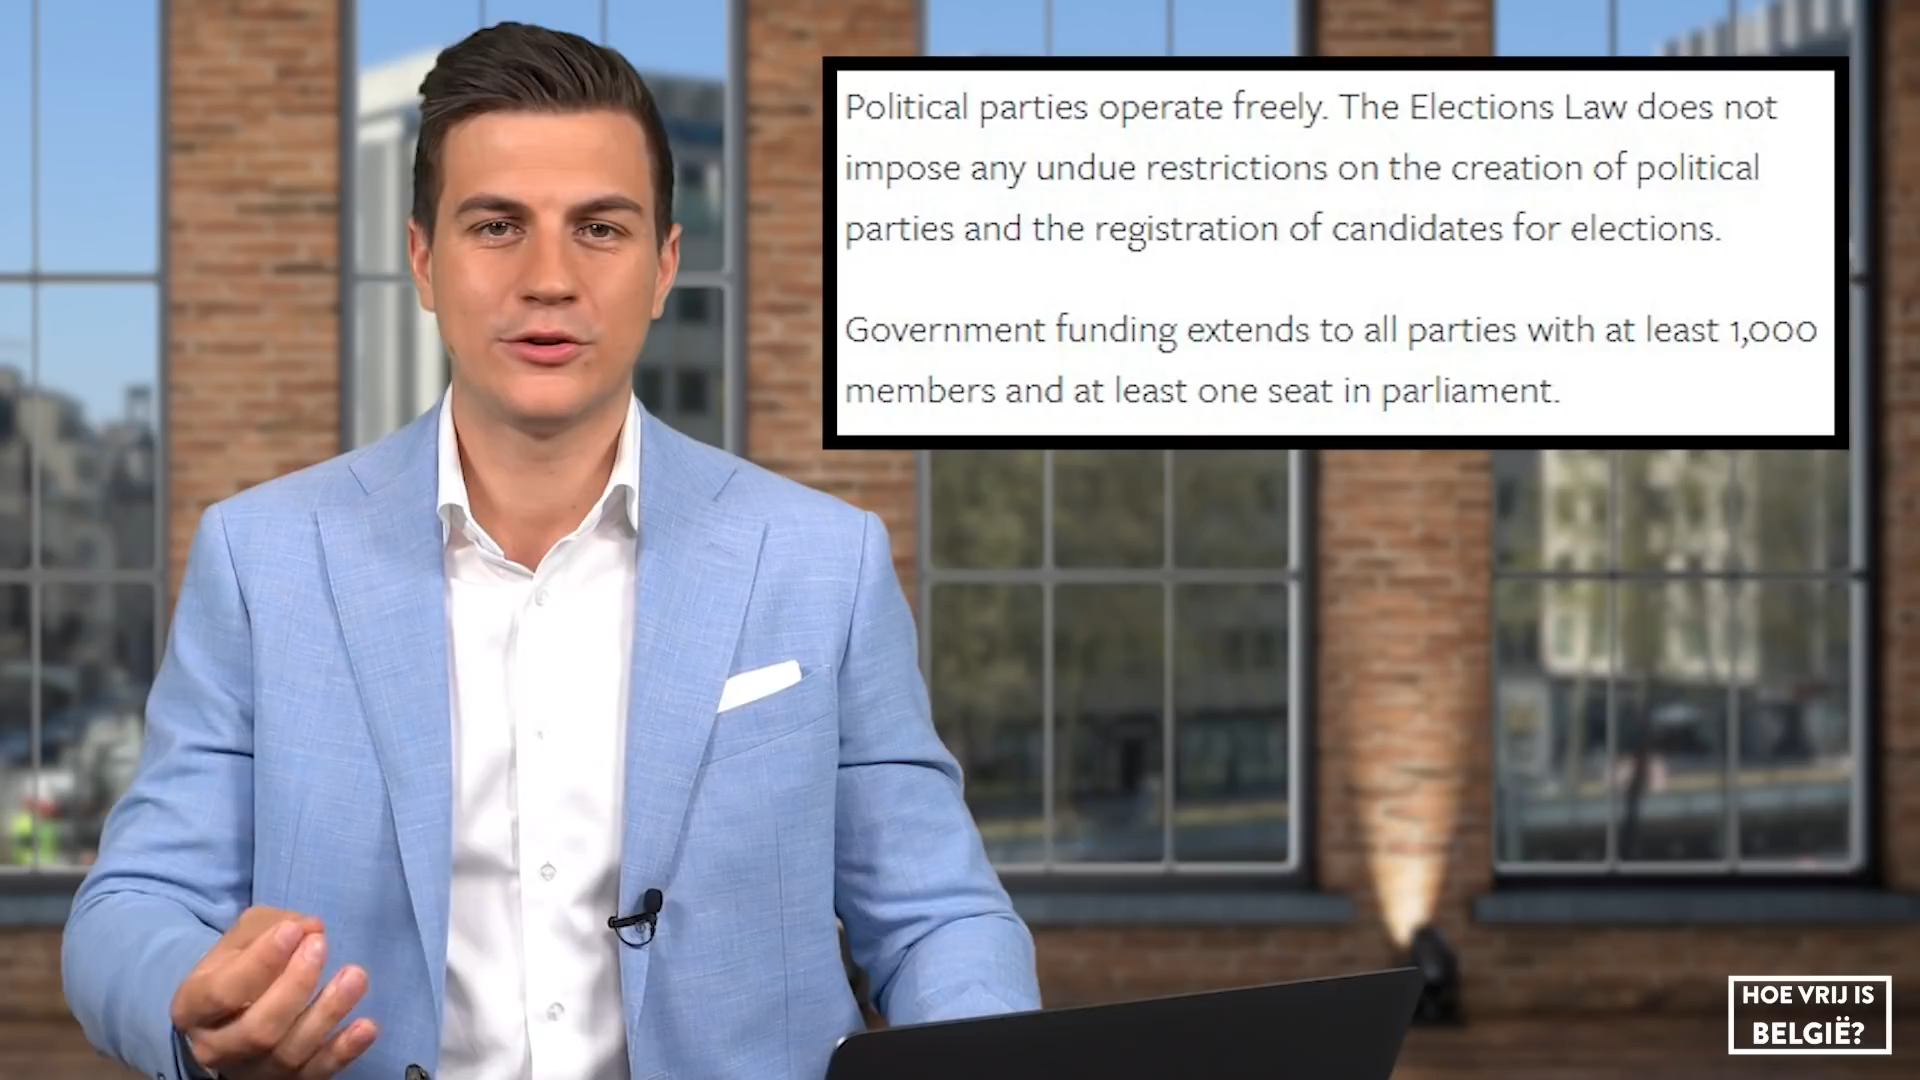 Political parties operate freely. The Elections Law does not
impose any undue restrictions on the creation of political
parties and the registration of candidates for elections.
Government funding extends to all parties with at least 1,000
members and at least one seat in parliament.
HOE VRIJ IS
BELGIË?